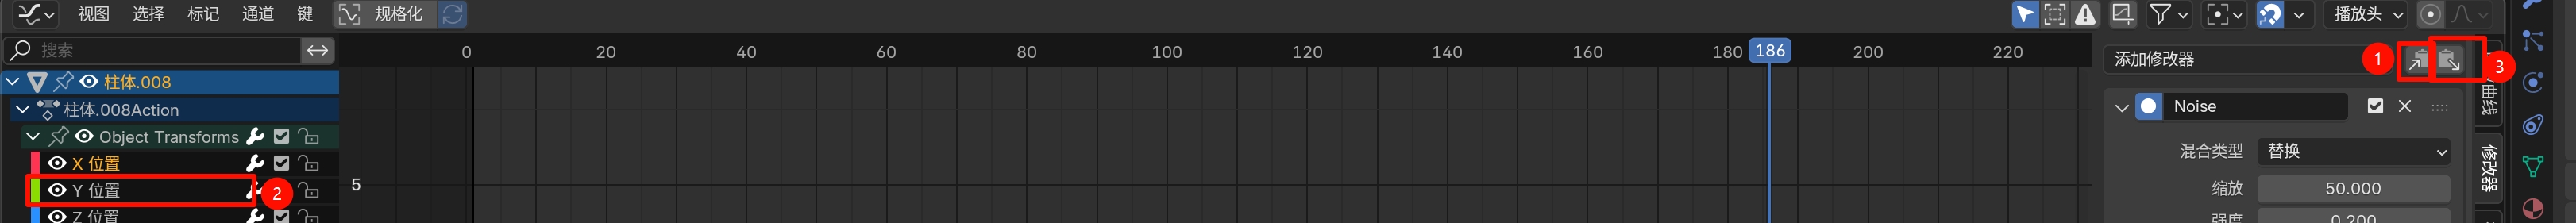 视图 选择 标记 通道 键 规格化 播放头
搜索 0 20 40 60 80 100 120 140 160 180 186 200 220 添加修改器 1 3
柱体.008
柱体.008Action 2
Noise 曲线
Object Transforms
X 位置 混合类型 替换 修改器
Y 位置 5 缩放 50.000
Z 位置 强度 0.200